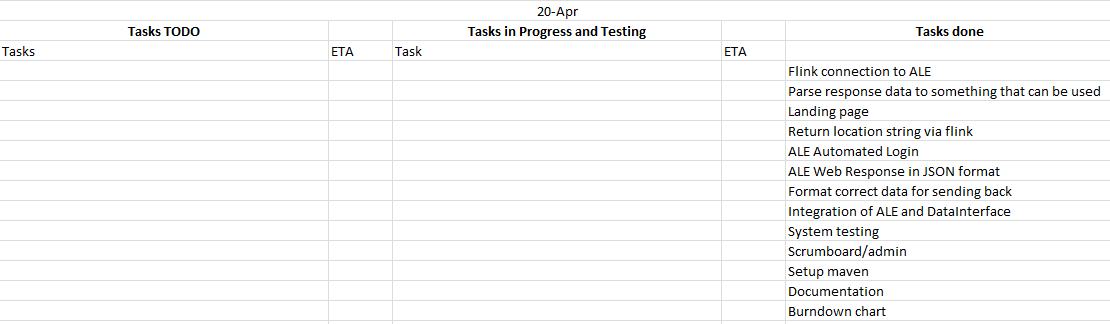 20-Apr
Tasks TODO Tasks in Progress and Testing Tasks done
Tasks ETA Task ETA
Flink connection to ALE
Parse response data to something that can be used
Landing page
Return location string via flink
ALE Automated Login
ALE Web Response in JSON format
Format correct data for sending back
Integration of ALE and DataInterface
System testing
Scrumboard/admin
Setup maven
Documentation
Burndown chart